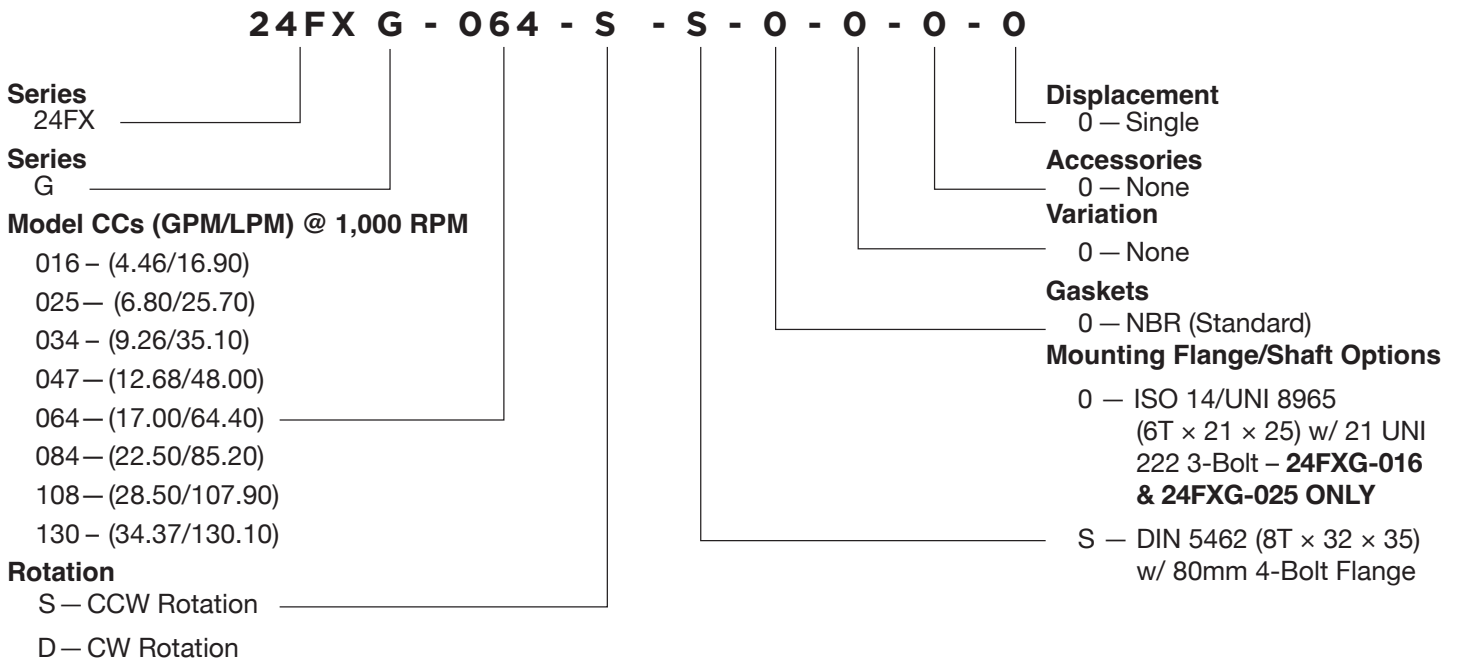 24FX G - 064 - S - S - 0 - 0 - 0 - 0
Series
24FX
Series
G
Model CCs (GPM/LPM) @ 1,000 RPM
016 – (4.46/16.90)
025— (6.80/25.70)
034 – (9.26/35.10)
047—(12.68/48.00)
064—(17.00/64.40)
084—(22.50/85.20)
108—(28.50/107.90)
130 – (34.37/130.10)
Rotation
S—CCW Rotation
D—CW Rotation
Displacement
0—Single
Accessories
0—None
Variation
0—None
Gaskets
0—NBR (Standard)
Mounting Flange/Shaft Options
0 — ISO 14/UNI 8965
(6T × 21 × 25) w/ 21 UNI
222 3-Bolt – 24FXG-016
& 24FXG-025 ONLY
S — DIN 5462 (8T × 32 × 35)
w/ 80mm 4-Bolt Flange